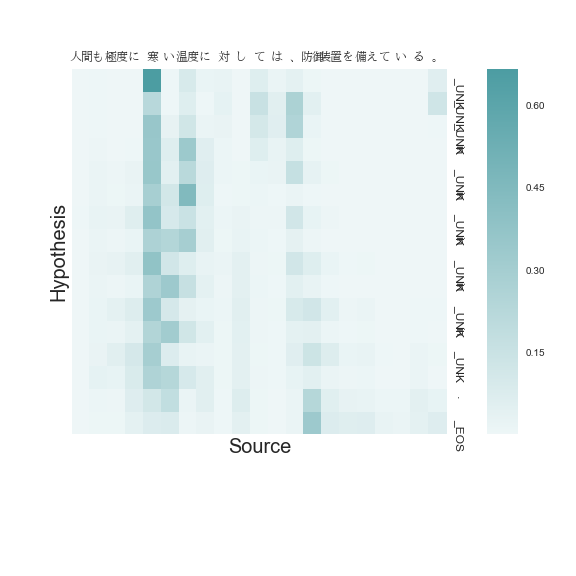 人間も極度に 寒 い温度に 対 し て は 、防御装置を備えて い る 。
Hypothesis
Source
_UNK
_UNK
_UNK
_UNK
_UNK
_UNK
_UNK
_UNK
.
_EOS
0.60
0.45
0.30
0.15